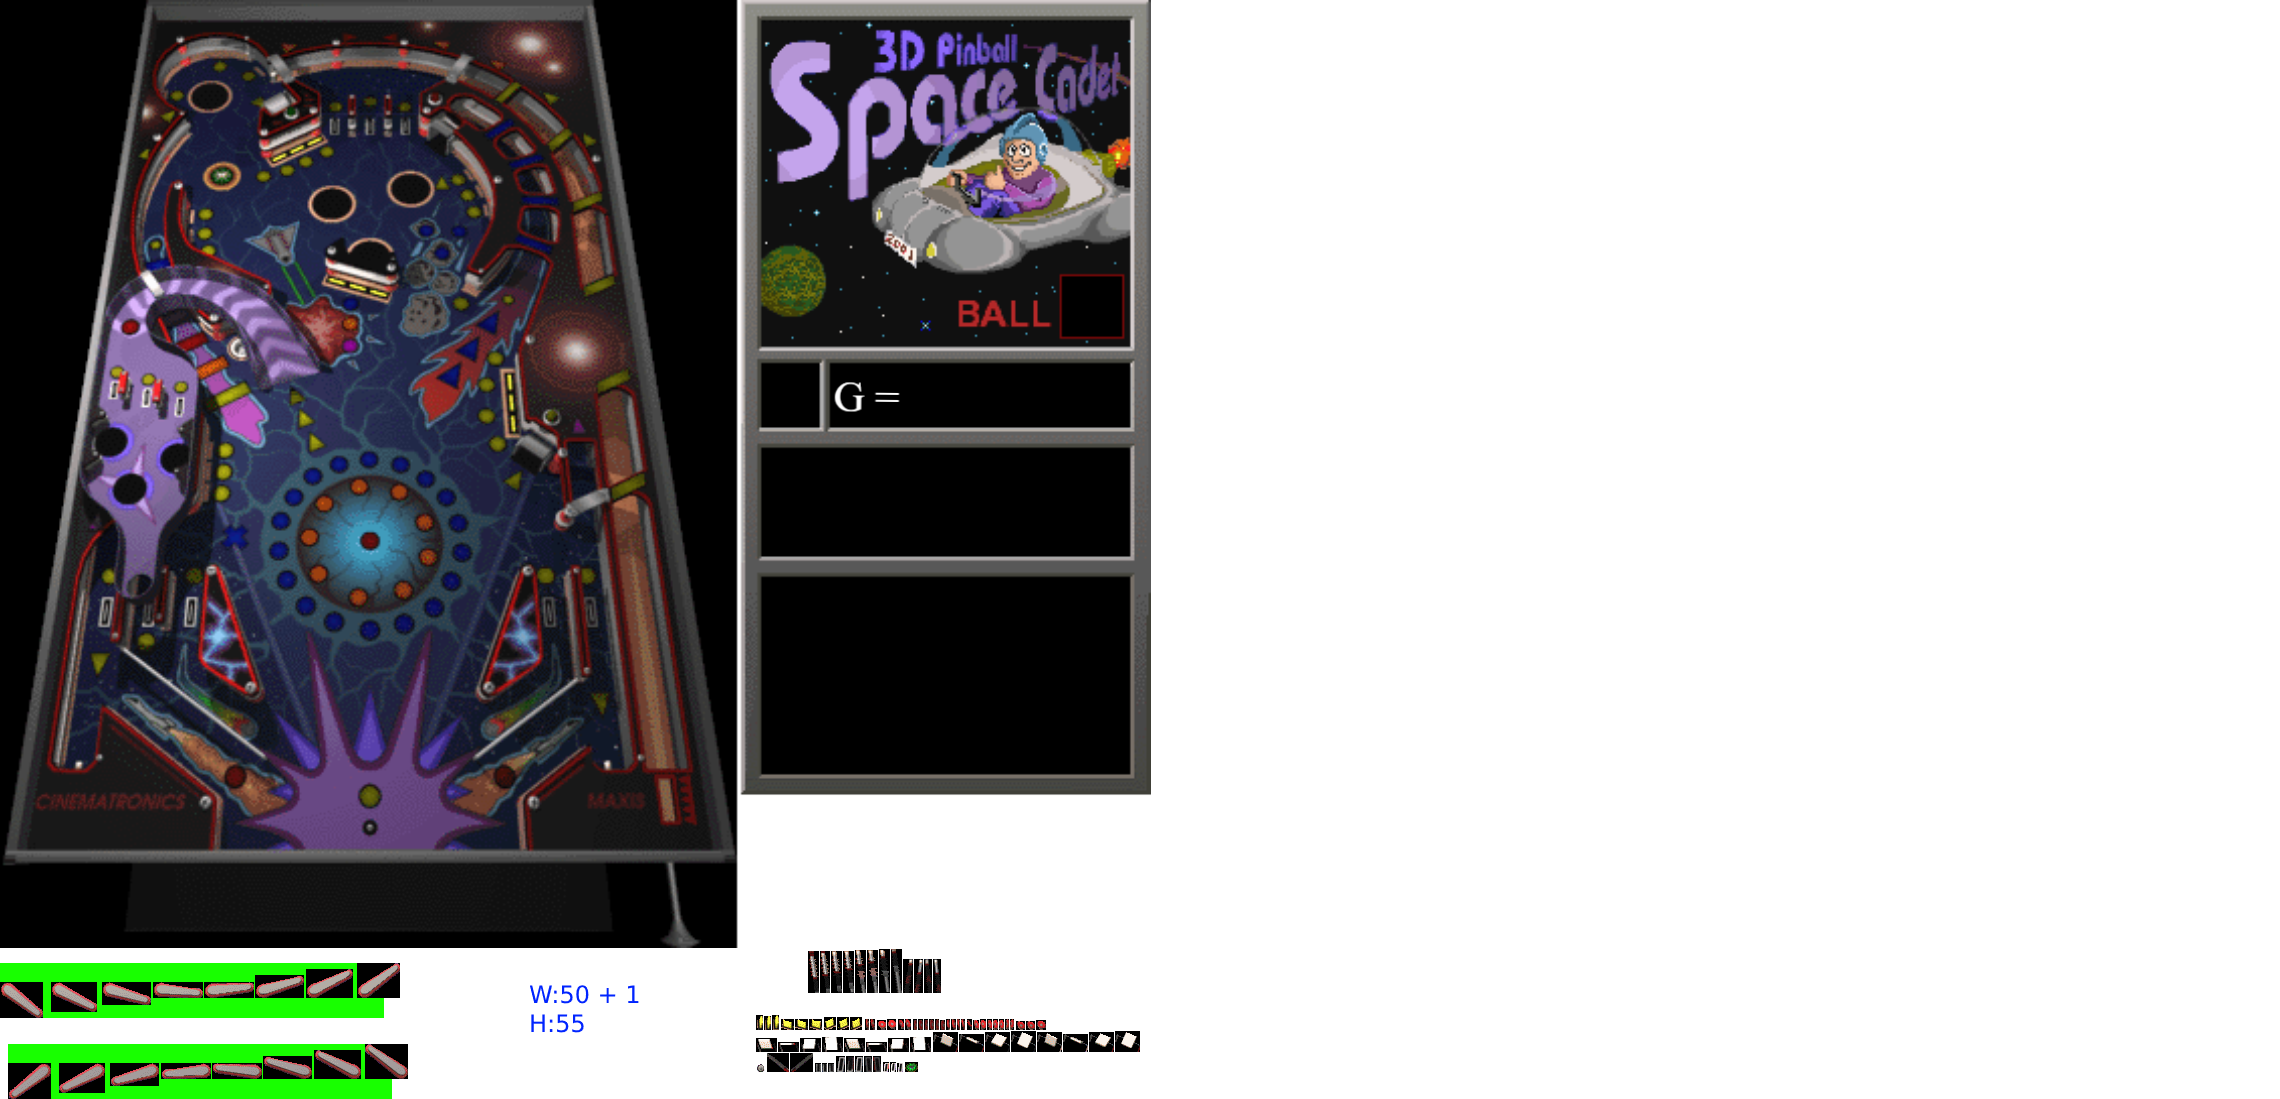 3D Pinball
Space Cadet
2001
BALL
G =
CINEMATRONICS
MAXIS
W:50 + 1
H:55